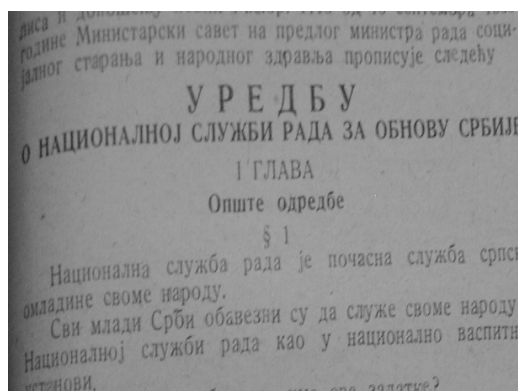 године Министарски савет на предлог министра рада соци-
јалног старања и народног здравља прописује следећу
УРЕДБУ
О НАЦИОНАЛНОЈ СЛУЖБИ РАДА ЗА ОБНОВУ СРБИЈЕ
I ГЛАВА
Опште одредбе
§ 1
Национална служба рада је почасна служба српс
омладине своме народу.
Сви млади Срби обавезни су да служе своме народу
Националној служби рада као у национално васпитн
установи.
задатке?